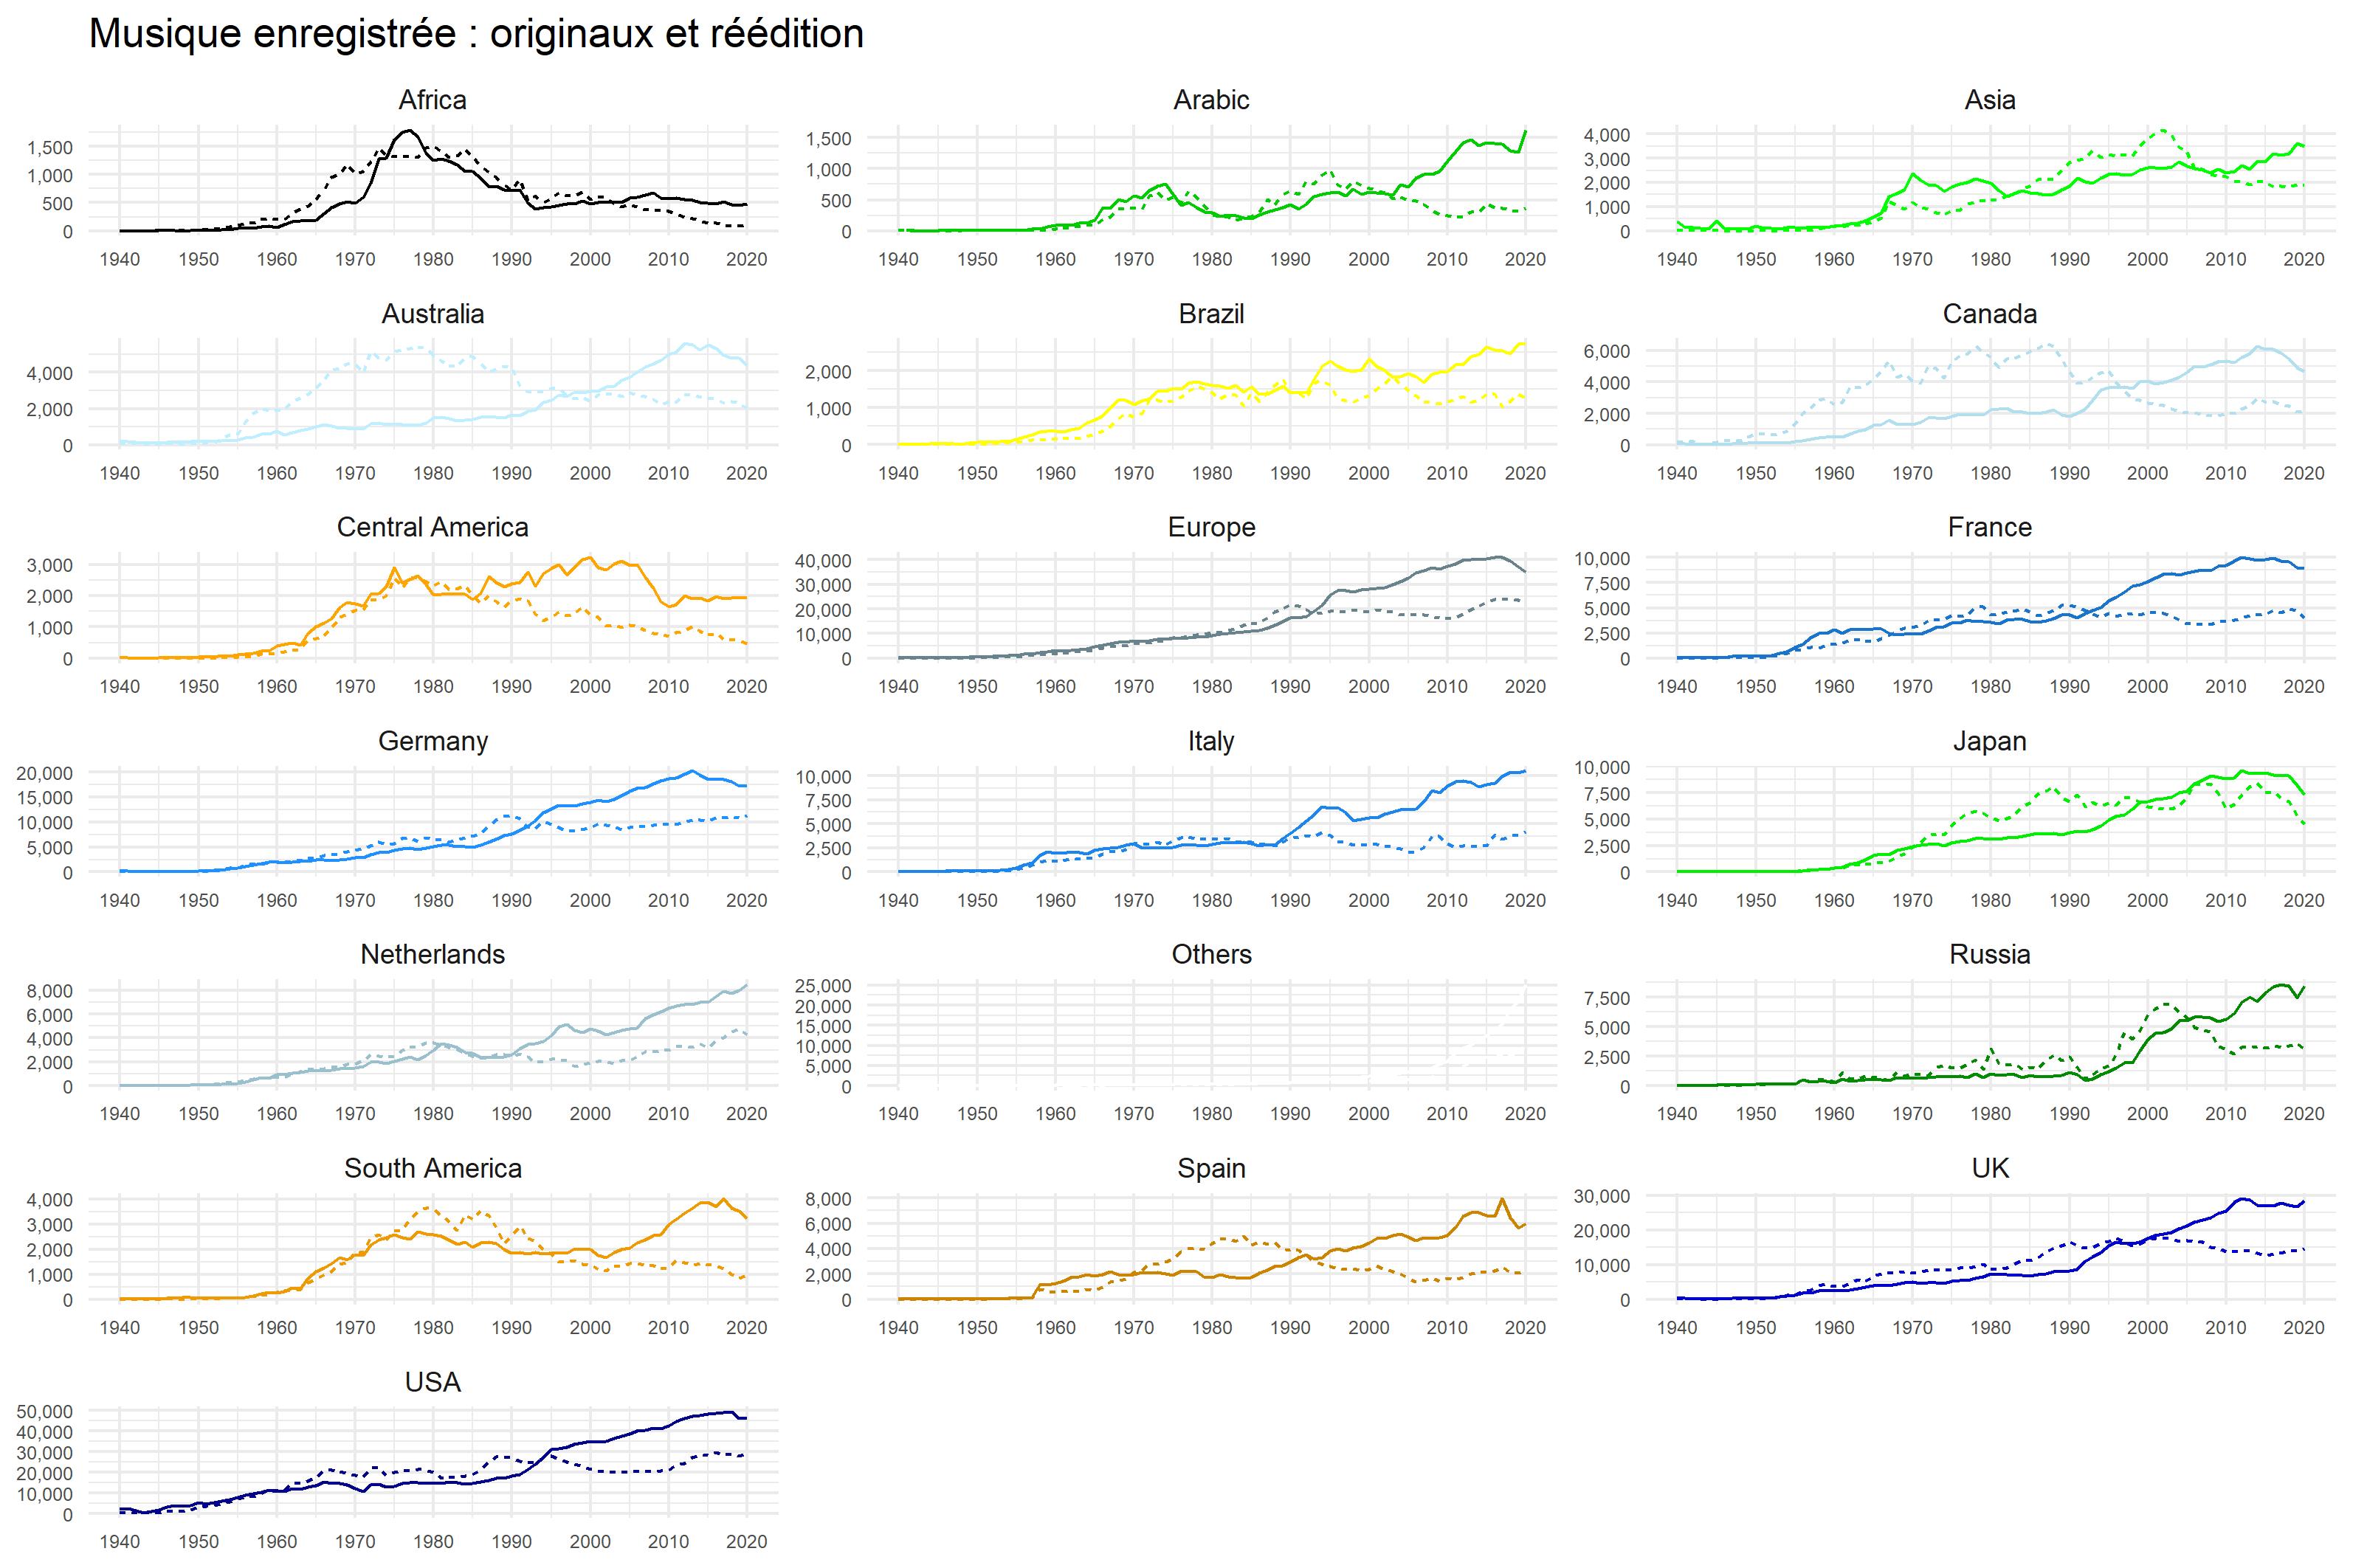 Musique enregistrée : originaux et réédition
Africa
1,500
1,000
500
0
1940 1950 1960 1970 1980 1990 2000 2010 2020
Arabic
1,500
1,000
500
0
1940 1950 1960 1970 1980 1990 2000 2010 2020
Asia
4,000
3,000
2,000
1,000
0
1940 1950 1960 1970 1980 1990 2000 2010 2020
Australia
4,000
2,000
0
1940 1950 1960 1970 1980 1990 2000 2010 2020
Brazil
2,000
1,000
0
1940 1950 1960 1970 1980 1990 2000 2010 2020
Canada
6,000
4,000
2,000
0
1940 1950 1960 1970 1980 1990 2000 2010 2020
Central America
3,000
2,000
1,000
0
1940 1950 1960 1970 1980 1990 2000 2010 2020
Europe
40,000
30,000
20,000
10,000
0
1940 1950 1960 1970 1980 1990 2000 2010 2020
France
10,000
7,500
5,000
2,500
0
1940 1950 1960 1970 1980 1990 2000 2010 2020
Germany
20,000
15,000
10,000
5,000
0
1940 1950 1960 1970 1980 1990 2000 2010 2020
Italy
10,000
7,500
5,000
2,500
0
1940 1950 1960 1970 1980 1990 2000 2010 2020
Japan
10,000
7,500
5,000
2,500
0
1940 1950 1960 1970 1980 1990 2000 2010 2020
Netherlands
8,000
6,000
4,000
2,000
0
1940 1950 1960 1970 1980 1990 2000 2010 2020
Others
25,000
20,000
15,000
10,000
5,000
0
1940 1950 1960 1970 1980 1990 2000 2010 2020
Russia
7,500
5,000
2,500
0
1940 1950 1960 1970 1980 1990 2000 2010 2020
South America
4,000
3,000
2,000
1,000
0
1940 1950 1960 1970 1980 1990 2000 2010 2020
Spain
8,000
6,000
4,000
2,000
0
1940 1950 1960 1970 1980 1990 2000 2010 2020
UK
30,000
20,000
10,000
0
1940 1950 1960 1970 1980 1990 2000 2010 2020
USA
50,000
40,000
30,000
20,000
10,000
0
1940 1950 1960 1970 1980 1990 2000 2010 2020